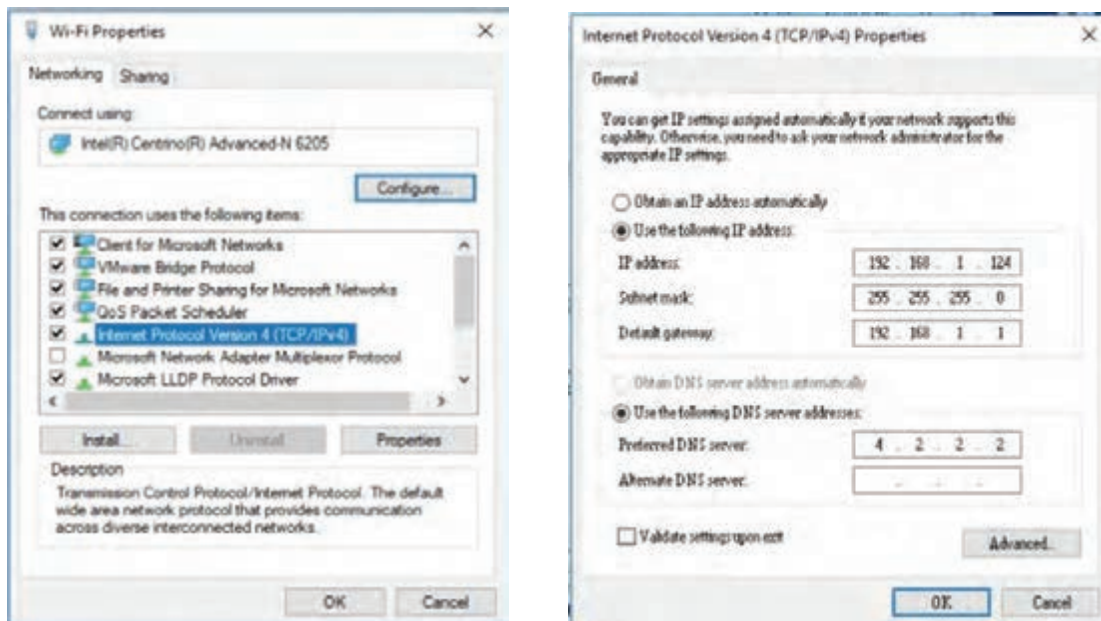 Wi-Fi Properties
Networking
Sharing
Connect using:
Intel(R) Centrino(R) Advanced-N 6205
Configure...
This connection uses the following items:
Client for Microsoft Networks
VMware Bridge Protocol
File and Printer Sharing for Microsoft Networks
QoS Packet Scheduler
Internet Protocol Version 4 (TCP/IPv4)
Microsoft Network Adapter Multiplexor Protocol
Microsoft LLDP Protocol Driver
Install...
Uninstall
Properties
Description
Transmission Control Protocol/Internet Protocol. The default
wide area network protocol that provides communication
across diverse interconnected networks.
OK
Cancel
Internet Protocol Version 4 (TCP/IPv4) Properties
General
You can get IP settings assigned automatically if your network supports this
capability. Otherwise, you need to ask your network administrator for the
appropriate IP settings.
Obtain an IP address automatically
Use the following IP address:
IP address: 192 . 168 . 1 . 124
Subnet mask: 255 . 255 . 255 . 0
Default gateway: 192 . 168 . 1 . 1
Obtain DNS server address automatically
Use the following DNS server addresses:
Preferred DNS server: 4 . 2 . 2 . 2
Alternate DNS server: . . .
Validate settings upon exit
Advanced...
OK
Cancel